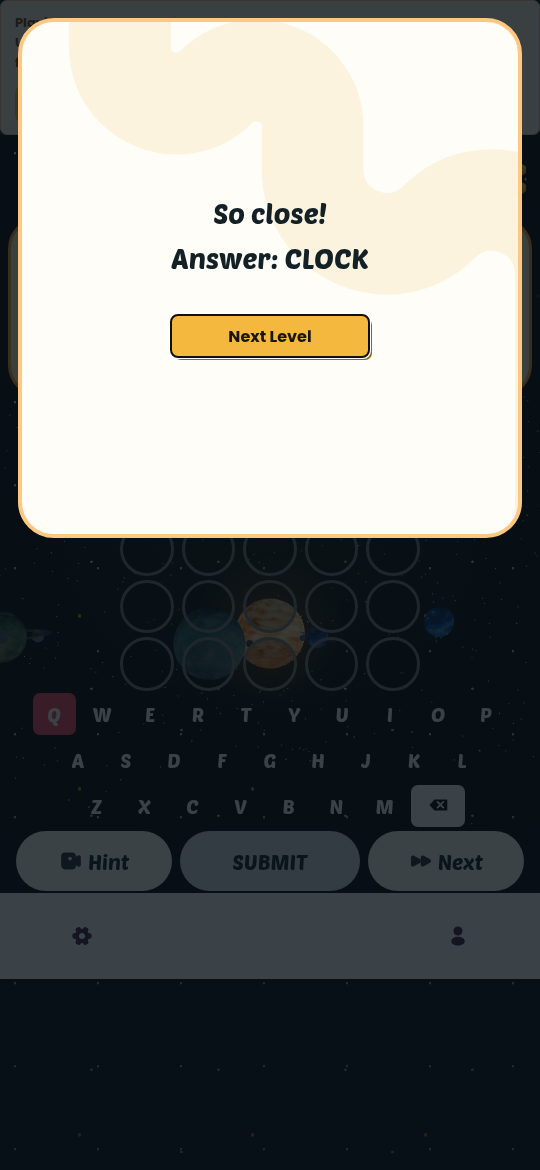 So close!
Answer: CLOCK
Next Level
Q W E R T Y U I O P
A S D F G H J K L
Z X C V B N M
Hint SUBMIT Next